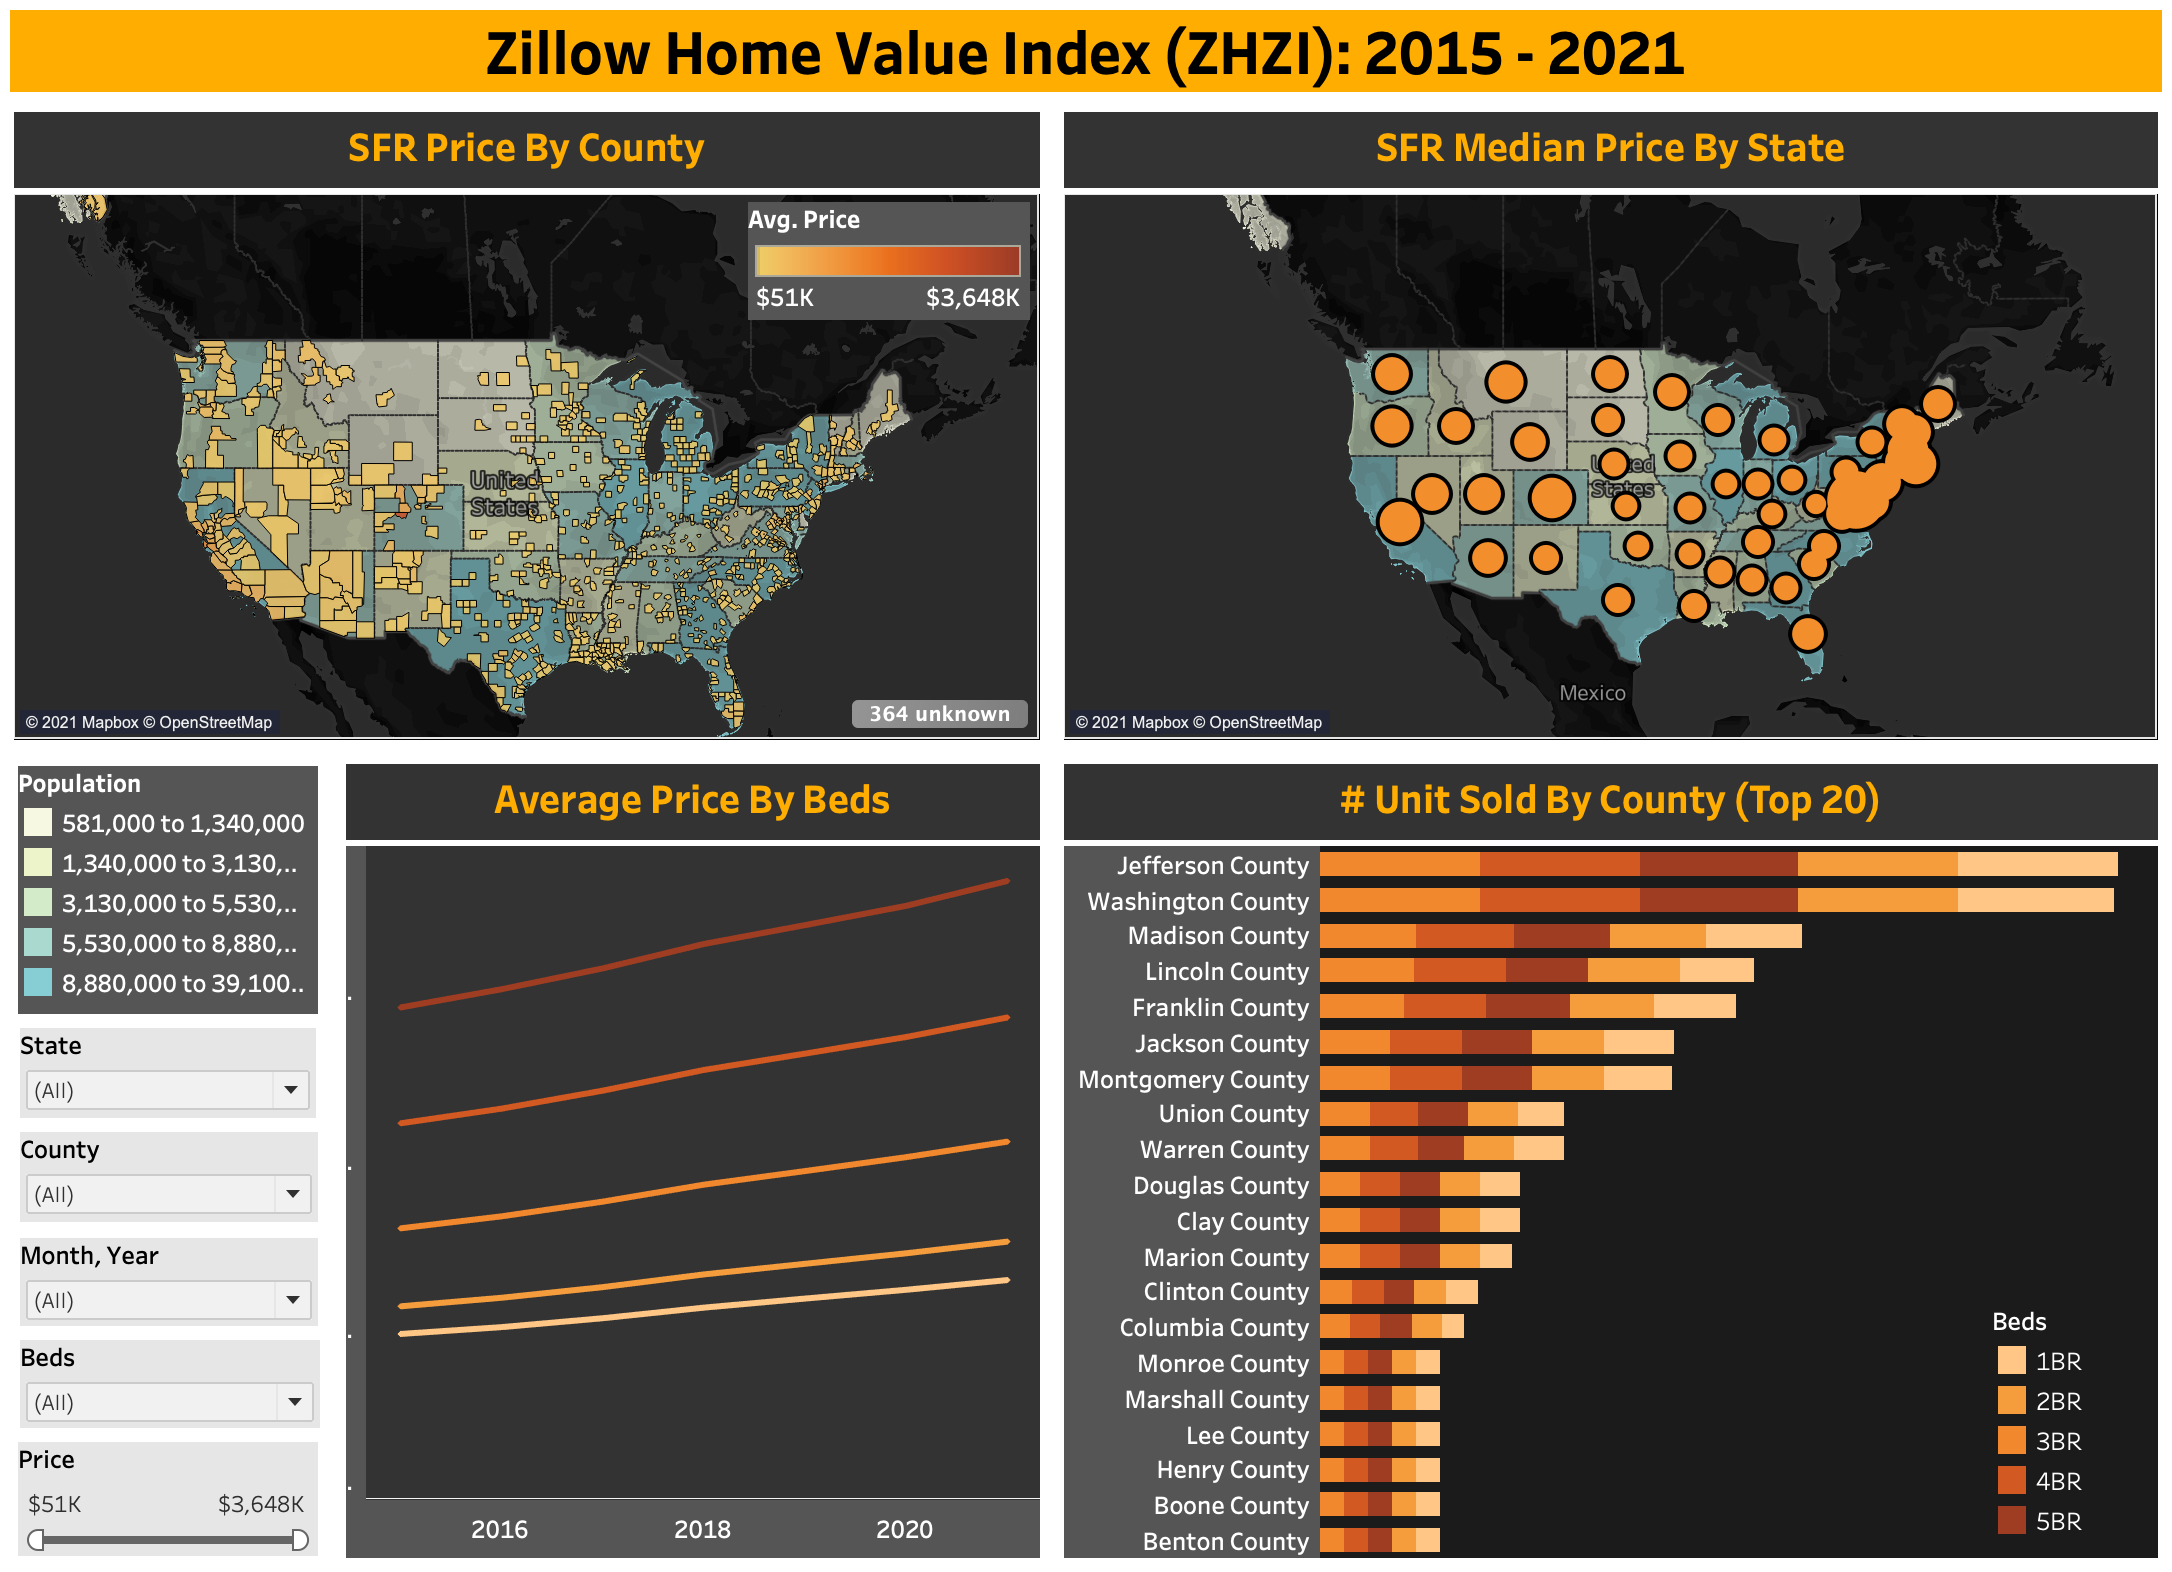 Zillow Home Value Index (ZHZI): 2015 - 2021
SFR Price By County
Avg. Price
$51K $3,648K
United
States
© 2021 Mapbox © OpenStreetMap
364 unknown
SFR Median Price By State
States
Mexico
© 2021 Mapbox © OpenStreetMap
Population
581,000 to 1,340,000
1,340,000 to 3,130,..
3,130,000 to 5,530,..
5,530,000 to 8,880,..
8,880,000 to 39,100..
State
(All)
County
(All)
Month, Year
(All)
Beds
(All)
Price
$51K $3,648K
Average Price By Beds
2016 2018 2020
# Unit Sold By County (Top 20)
Jefferson County
Washington County
Madison County
Lincoln County
Franklin County
Jackson County
Montgomery County
Union County
Warren County
Douglas County
Clay County
Marion County
Clinton County
Columbia County
Monroe County
Marshall County
Lee County
Henry County
Boone County
Benton County
Beds
1BR
2BR
3BR
4BR
5BR